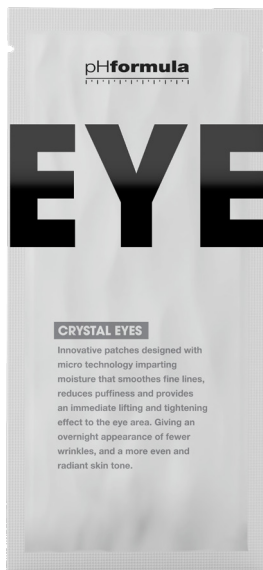 pHformula
EYE
CRYSTAL EYES
Innovative patches designed with
micro technology imparting
moisture that smoothes fine lines,
reduces puffiness and provides
an immediate lifting and tightening
effect to the eye area. Giving an
overnight appearance of fewer
wrinkles, and a more even and
radiant skin tone.